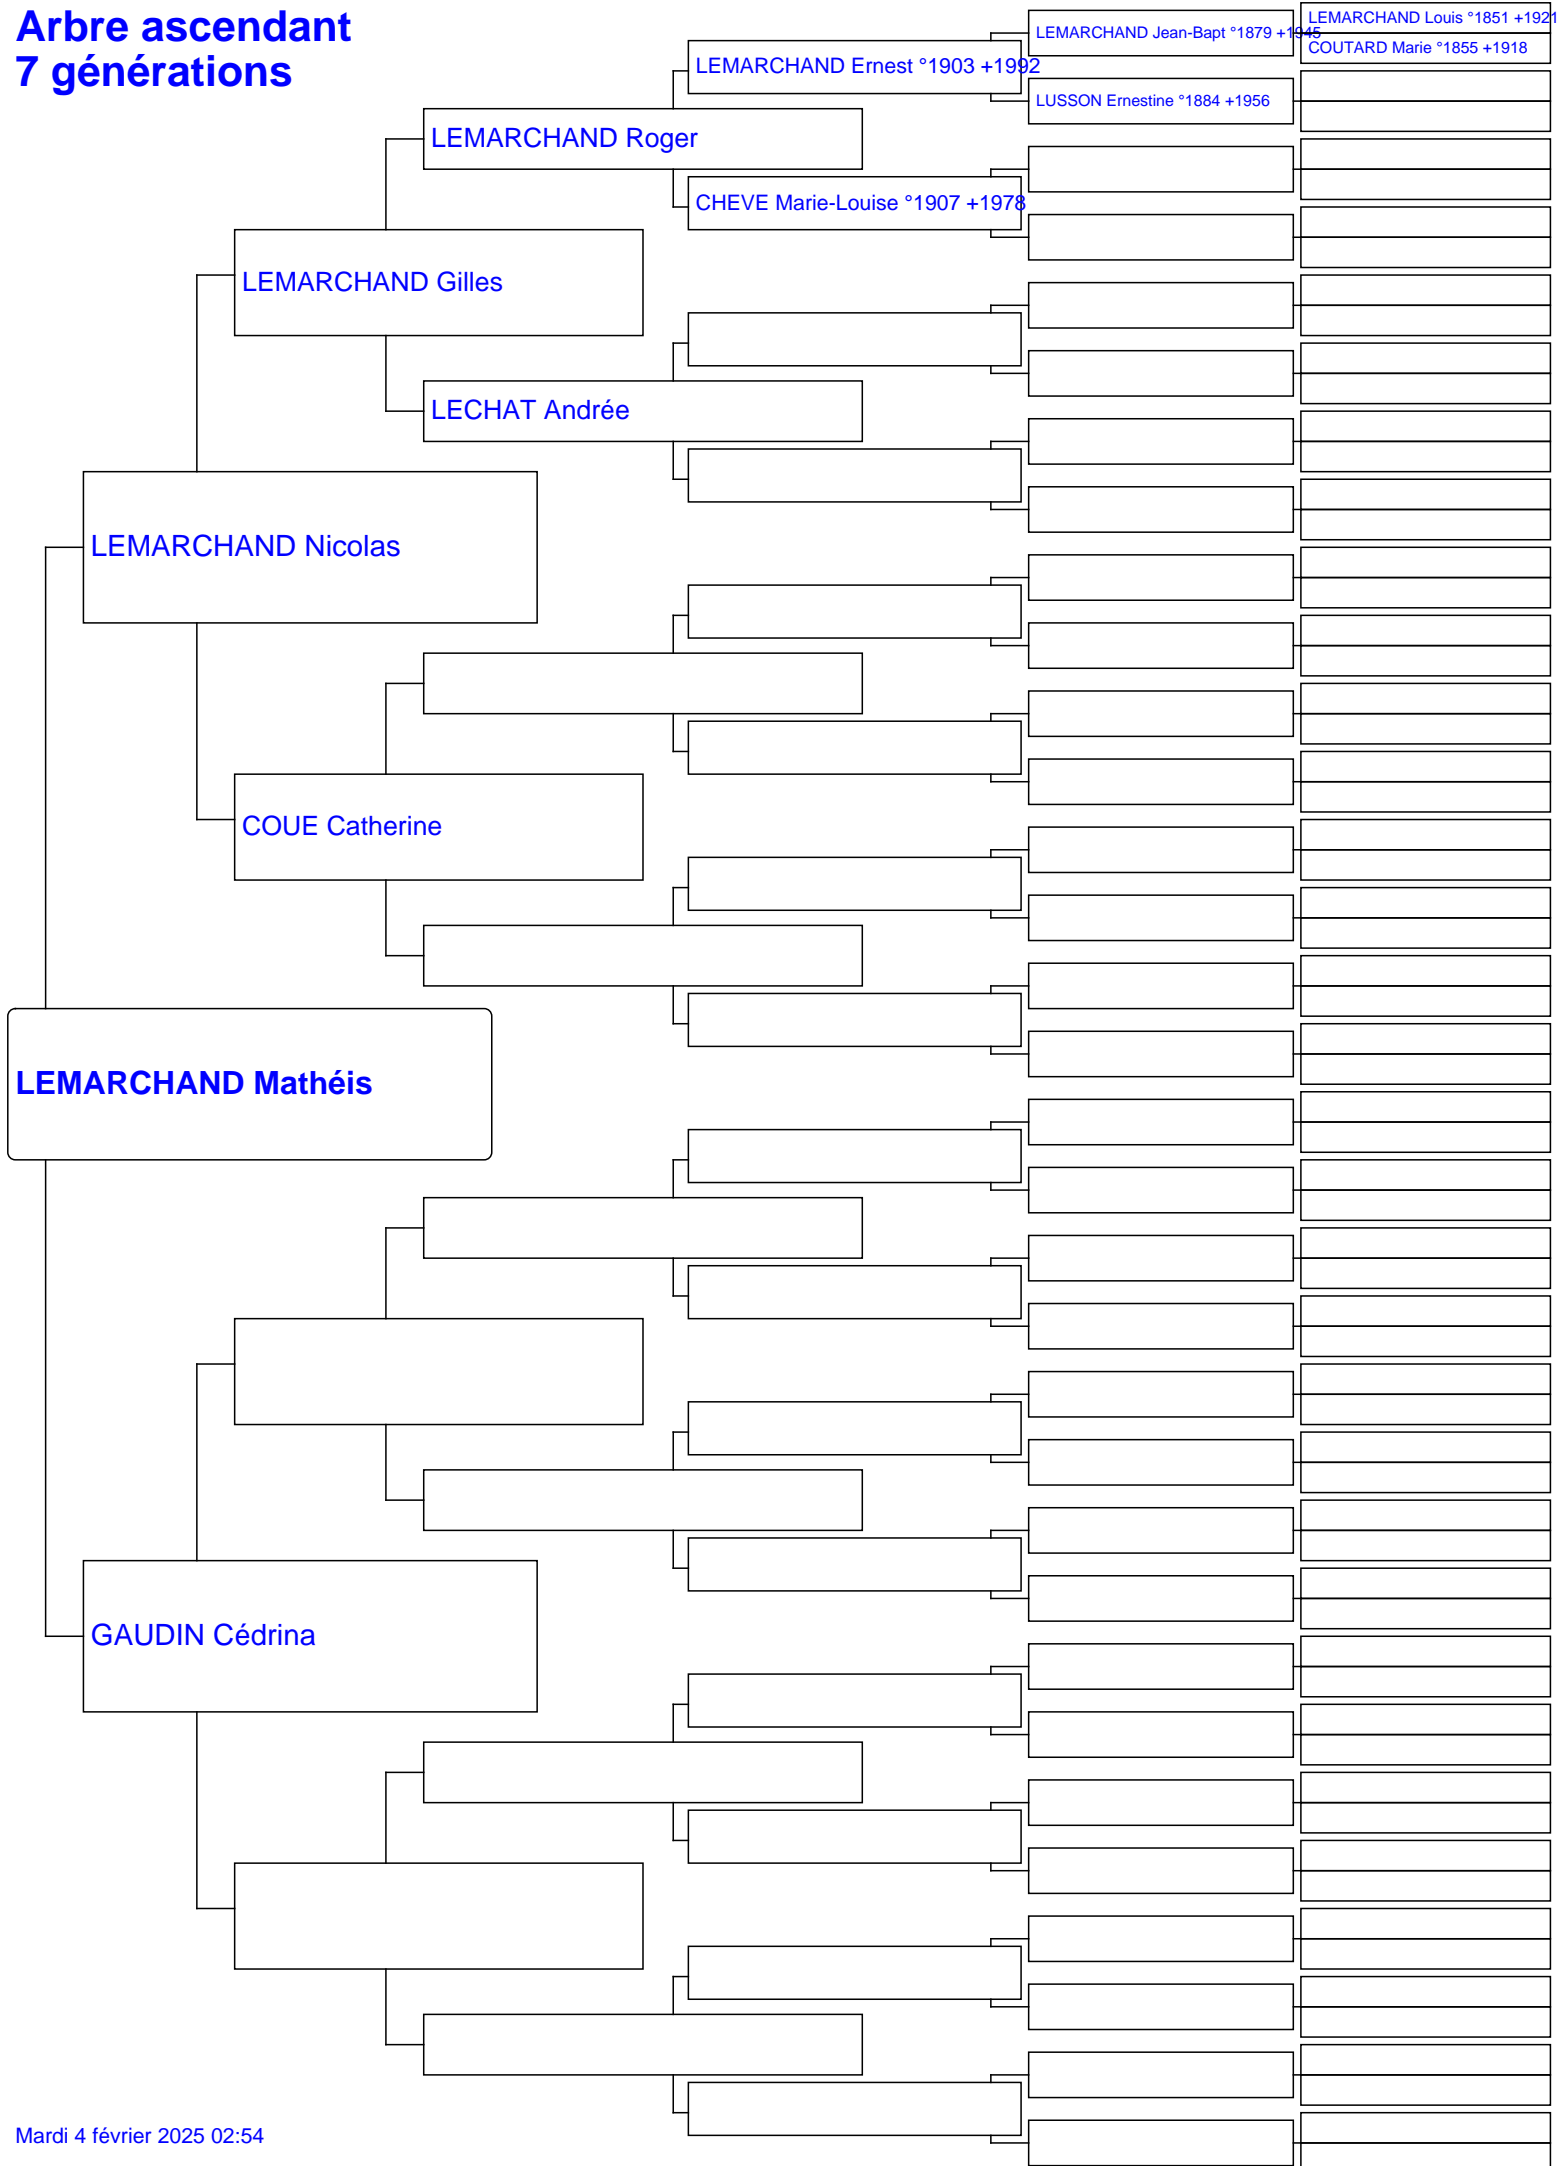 Arbre ascendant
7 générations
LEMARCHAND Louis °1851 +1921
LEMARCHAND Jean-Bapt °1879 +1945
COUTARD Marie °1855 +1918
LEMARCHAND Ernest °1903 +1992
LUSSON Ernestine °1884 +1956
LEMARCHAND Roger
CHEVE Marie-Louise °1907 +1978
LEMARCHAND Gilles
LECHAT Andrée
LEMARCHAND Nicolas
COUE Catherine
LEMARCHAND Mathéis
GAUDIN Cédrina
Mardi 4 février 2025 02:54